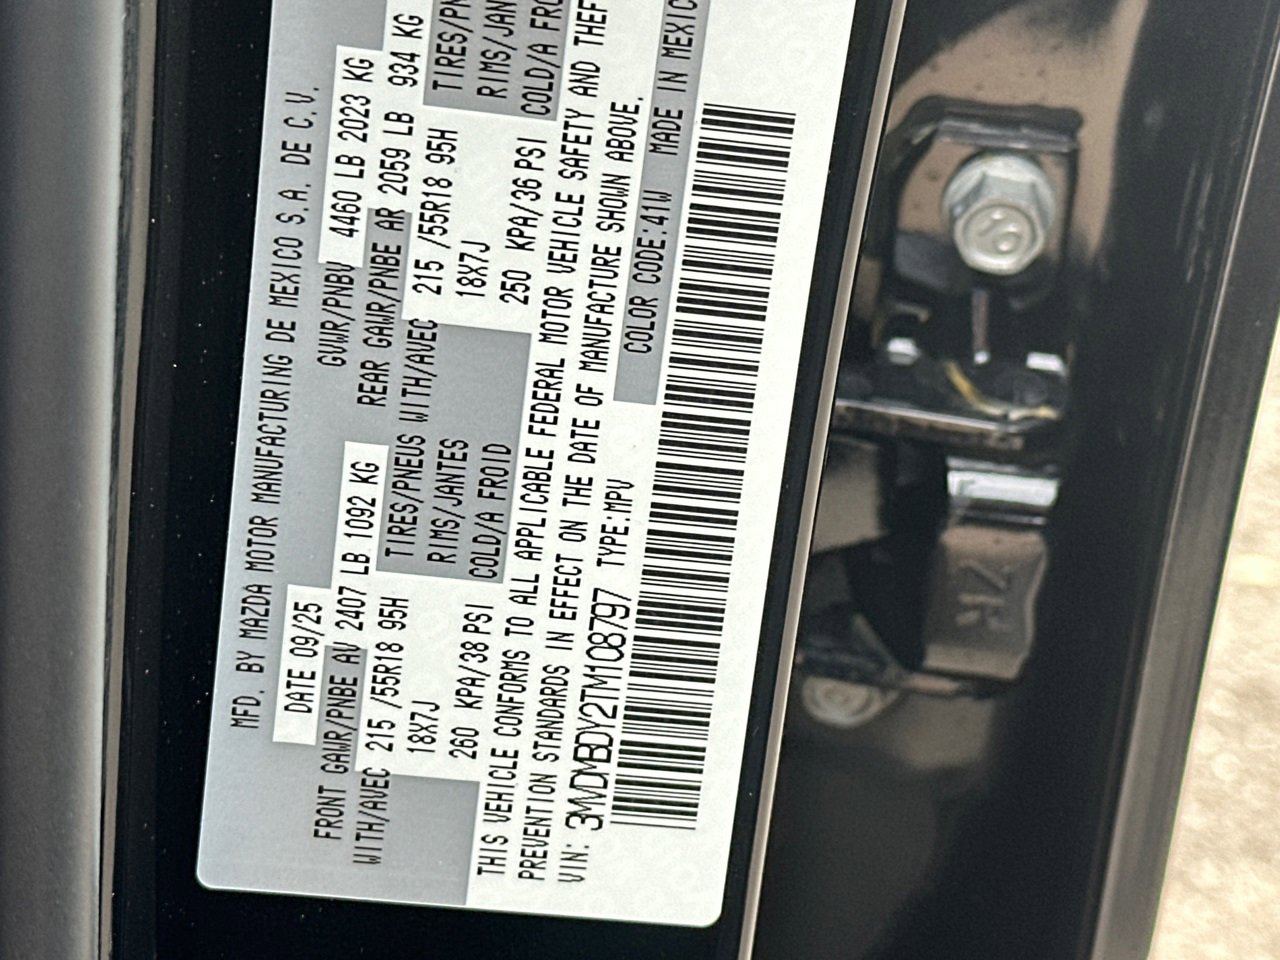 MFD. BY MAZDA MOTOR MANUFACTURING DE MEXICO S.A. DE C.V.
DATE 09/25 GVWR/PNBV 4460 LB 2023 KG
FRONT GAWR/PNBE AV 2407 LB 1092 KG REAR GAWR/PNBE AR 2059 LB 934 KG
WITH/AVEC 215 /55R18 95H TIRES/PNEUS WITH/AVEC 215 /55R18 95H
18X7J RIMS/JANTES 18X7J
260 KPA/38 PSI COLD/A FROID 250 KPA/36 PSI COLD/A
THIS VEHICLE CONFORMS TO ALL APPLICABLE FEDERAL MOTOR VEHICLE SAFETY AND
PREVENTION STANDARDS IN EFFECT ON THE DATE OF MANUFACTURE SHOWN ABOVE.
VIN: 3MVDMBDY2TM108797 TYPE:MPV COLOR CODE:41W MADE IN